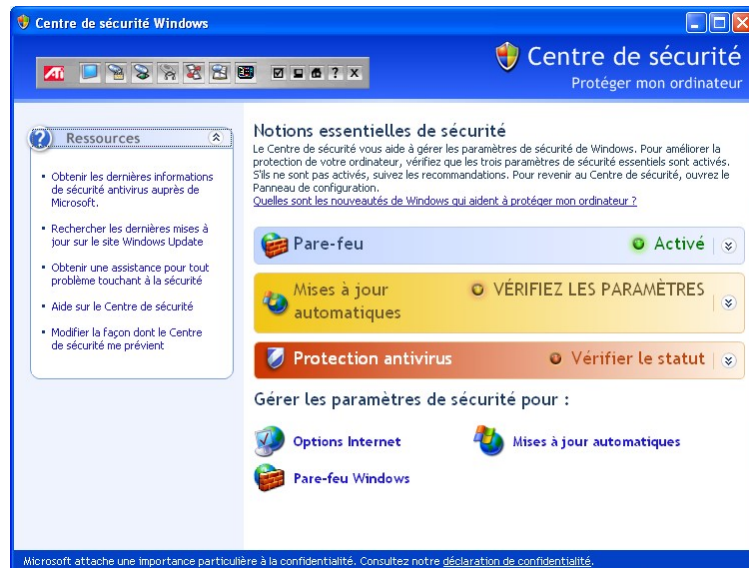 Centre de sécurité Windows
ATI
? X
Centre de sécurité
Protéger mon ordinateur
Ressources
Obtenir les dernières informations
de sécurité antivirus auprès de
Microsoft.
Rechercher les dernières mises à
jour sur le site Windows Update
Obtenir une assistance pour tout
problème touchant à la sécurité
Aide sur le Centre de sécurité
Modifier la façon dont le Centre
de sécurité me prévient
Notions essentielles de sécurité
Le Centre de sécurité vous aide à gérer les paramètres de sécurité de Windows. Pour améliorer la
protection de votre ordinateur, vérifiez que les trois paramètres de sécurité essentiels sont activés.
S'ils ne sont pas activés, suivez les recommandations. Pour revenir au Centre de sécurité, ouvrez le
Panneau de configuration.
Quelles sont les nouveautés de Windows qui aident à protéger mon ordinateur ?
Pare-feu
Activé
Mises à jour
automatiques
VÉRIFIEZ LES PARAMÈTRES
Protection antivirus
Vérifier le statut
Gérer les paramètres de sécurité pour :
Options Internet
Mises à jour automatiques
Pare-feu Windows
Microsoft attache une importance particulière à la confidentialité. Consultez notre déclaration de confidentialité.